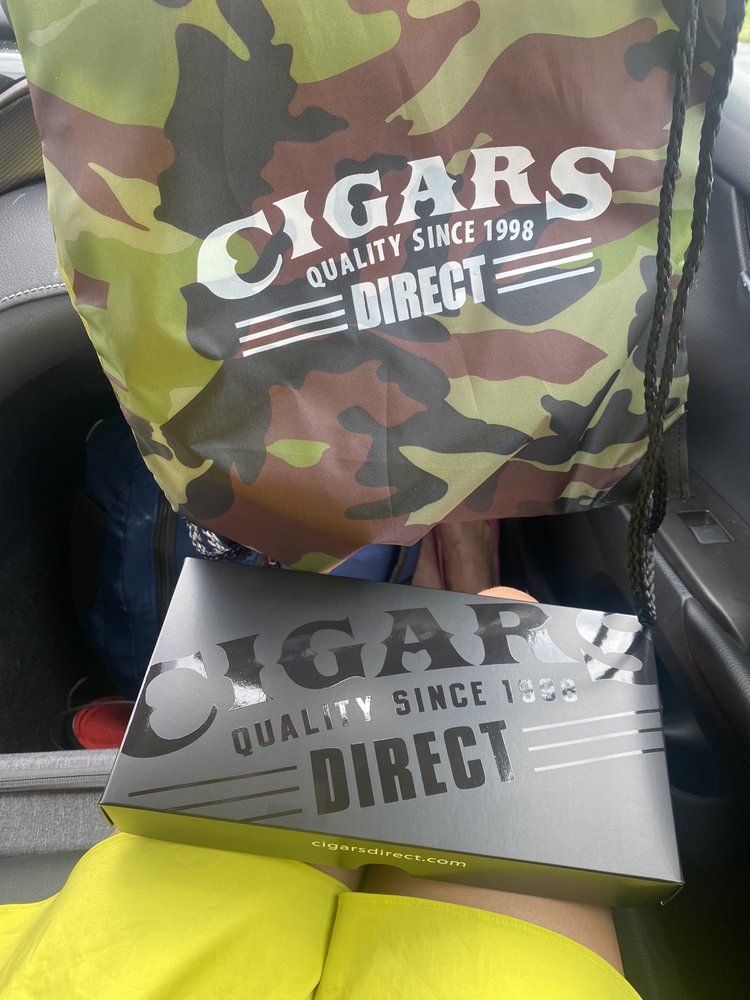 CIGARS
QUALITY SINCE 1998
DIRECT
CIGARS
QUALITY SINCE 1998
DIRECT
cigarsdirect.com